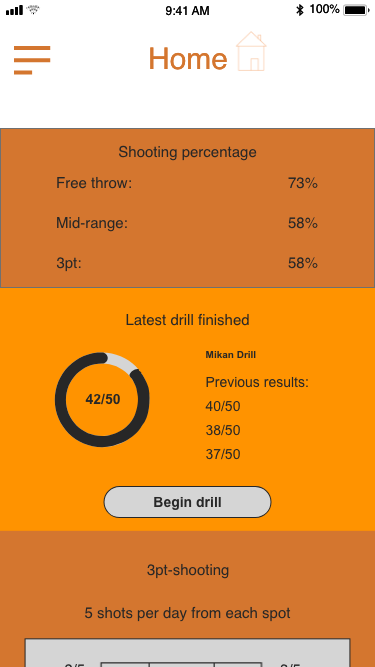 9:41 AM 100%
Home
Shooting percentage
Free throw: 73%
Mid-range: 58%
3pt: 58%
Latest drill finished
Mikan Drill
42/50
Previous results:
40/50
38/50
37/50
Begin drill
3pt-shooting
5 shots per day from each spot